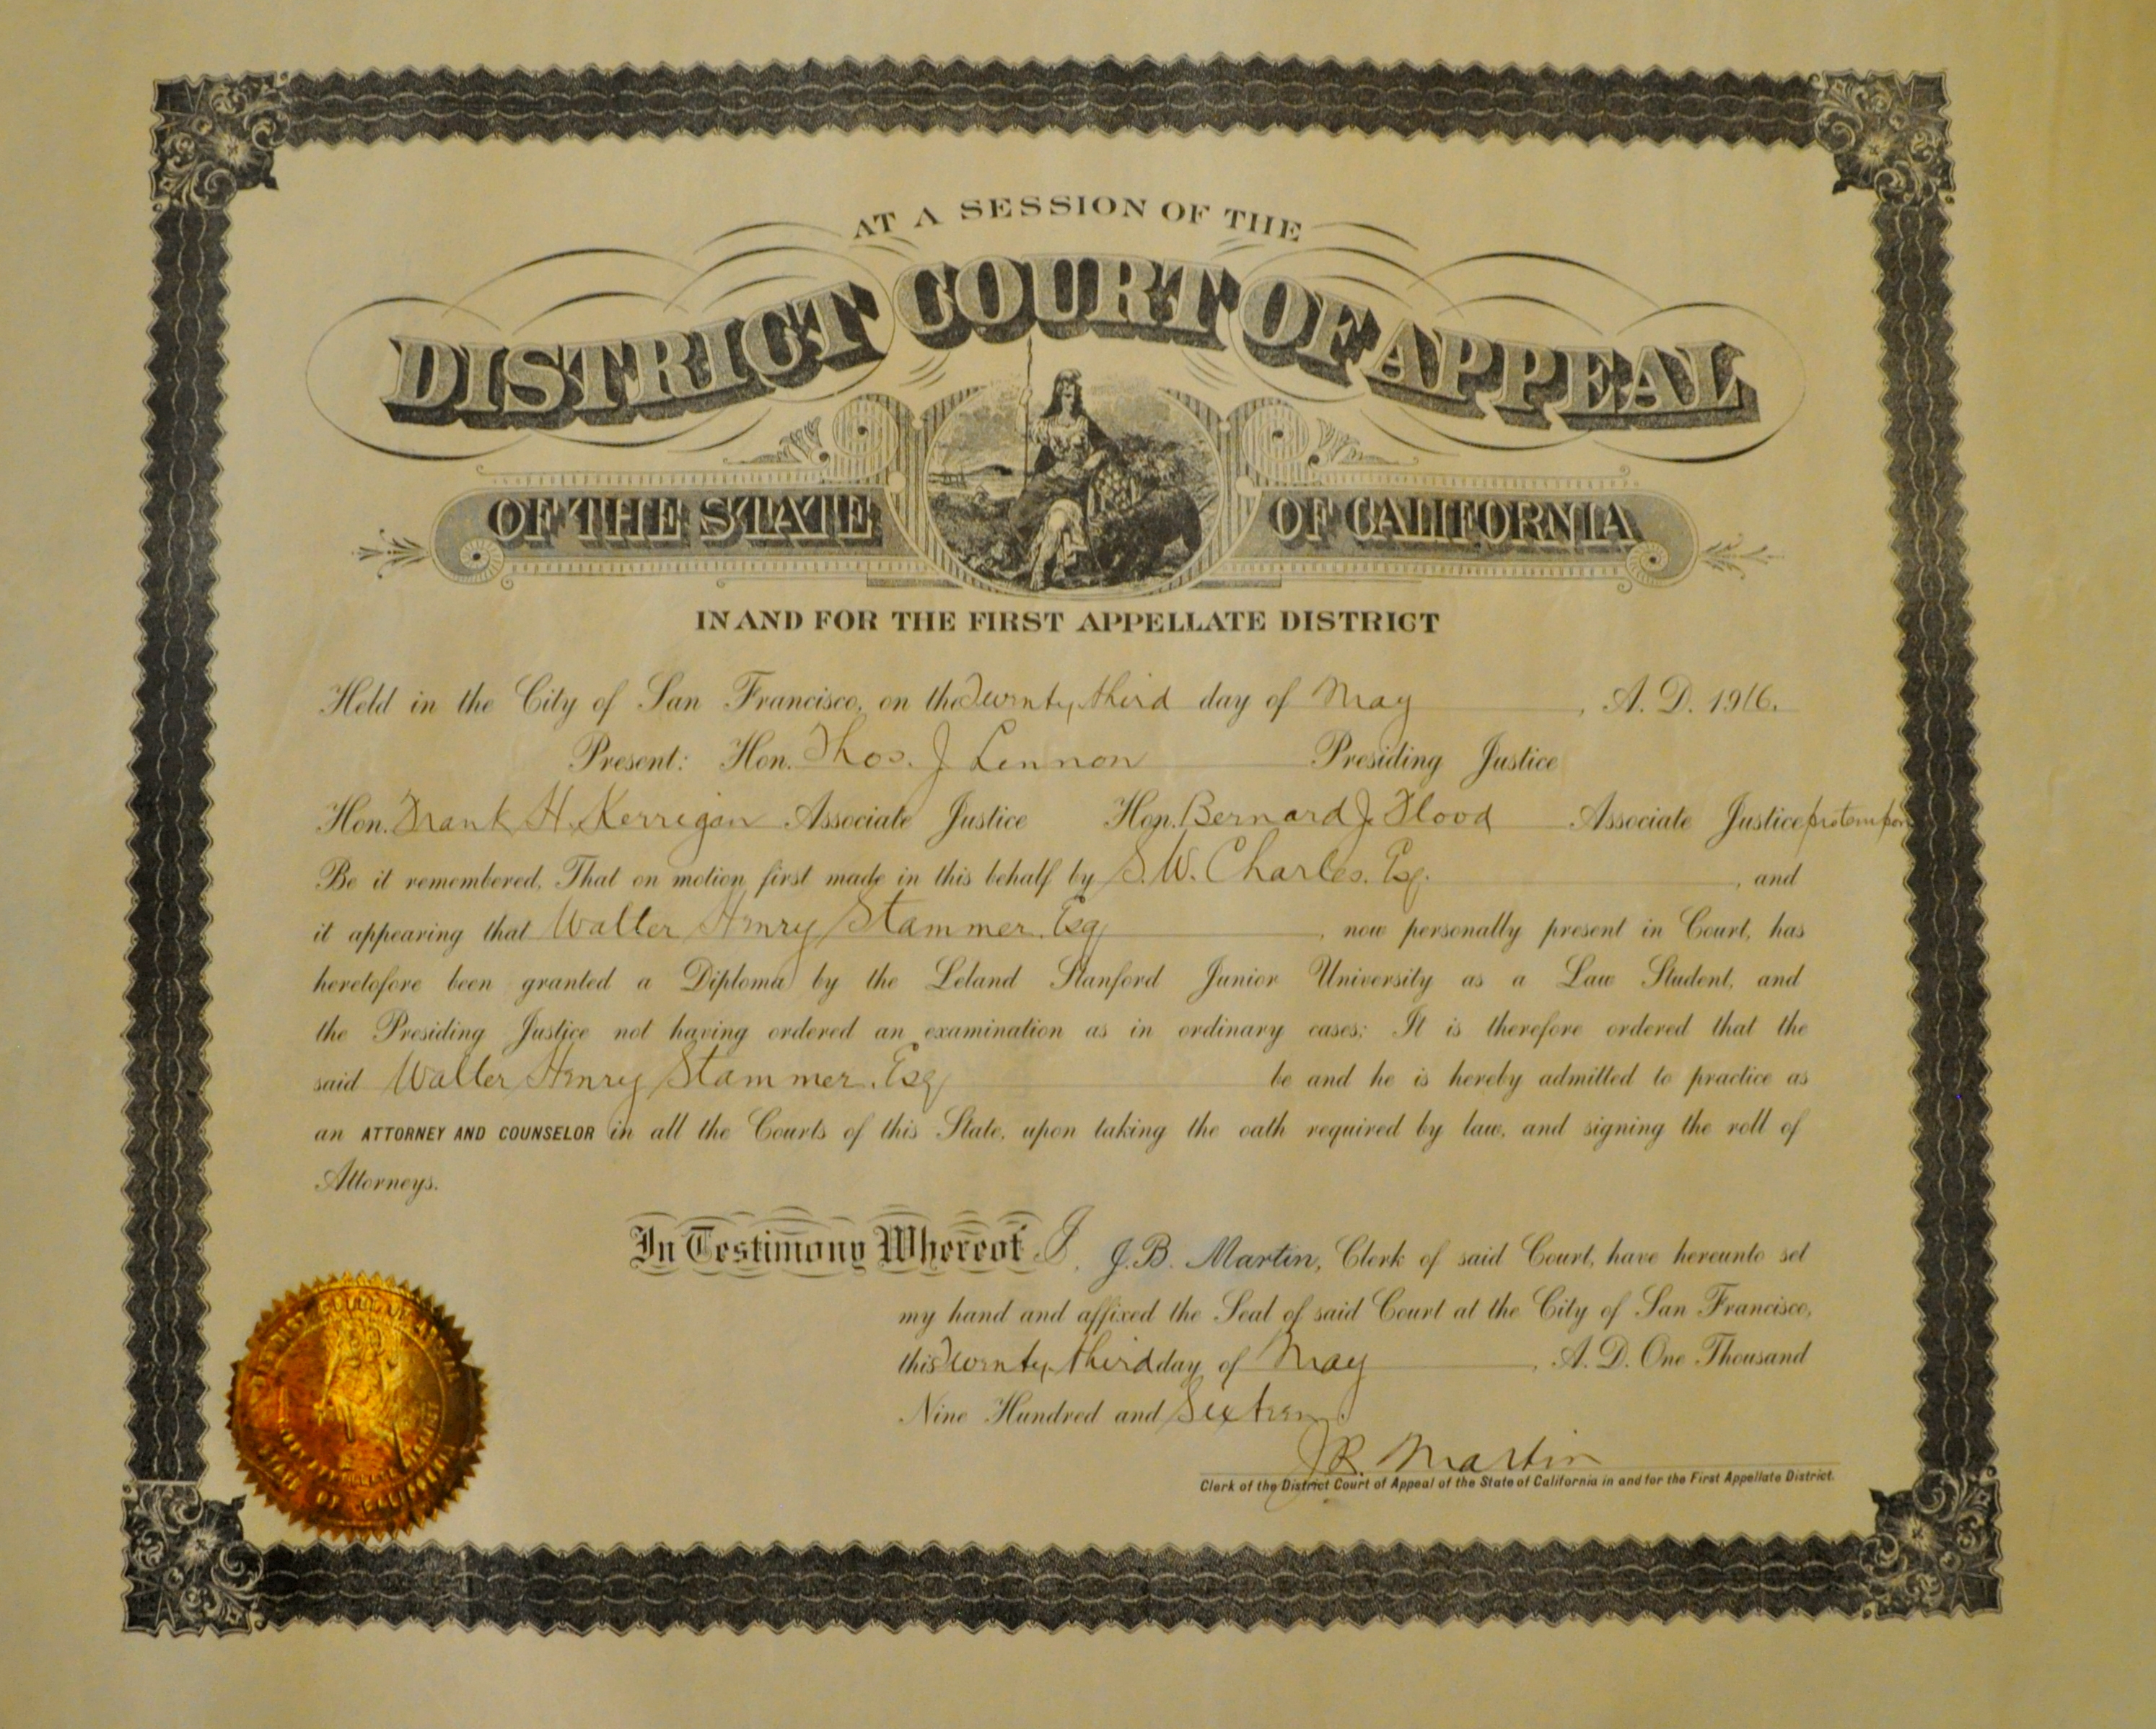 AT A SESSION OF THE
DISTRICT COURT OF APPEAL
OF THE STATE OF CALIFORNIA
IN AND FOR THE FIRST APPELLATE DISTRICT
Held in the City of San Francisco, on the Twenty third day of May, A. D. 1916.
Present: Hon. Thos. J Lennon Presiding Justice
Hon. Frank H. Kerrigan Associate Justice Hon. Bernard J. Flood Associate Justice pro tempore
Be it remembered, That on motion first made in this behalf by S. W. Charles. Esq., and
it appearing that Walter Henry Stammer. Esq, now personally present in Court, has
heretofore been granted a Diploma by the Leland Stanford Junior University as a Law Student, and
the Presiding Justice not having ordered an examination as in ordinary cases; It is therefore ordered that the
said Walter Henry Stammer. Esq be and he is hereby admitted to practice as
an ATTORNEY AND COUNSELOR in all the Courts of this State, upon taking the oath required by law, and signing the roll of
Attorneys.
In Testimony Whereof I, J. B. Martin, Clerk of said Court, have hereunto set
my hand and affixed the Seal of said Court at the City of San Francisco,
this Twenty third day of May, A. D. One Thousand
Nine Hundred and Sixteen.
J B. Martin
Clerk of the District Court of Appeal of the State of California in and for the First Appellate District.
DISTRICT COURT OF APPEAL
STATE OF CALIFORNIA